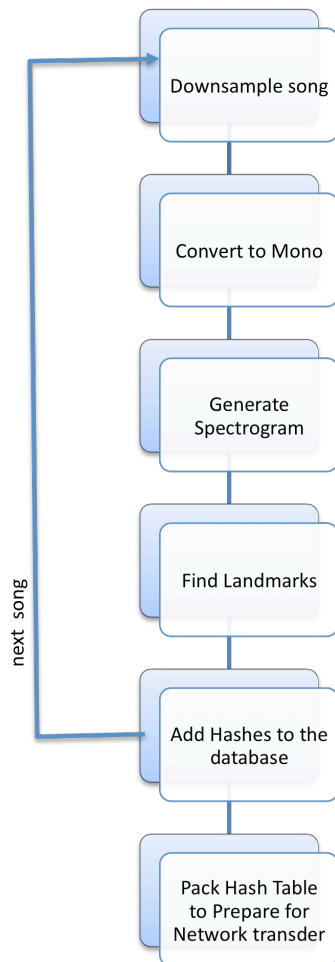 Downsample song
Convert to Mono
Generate
Spectrogram
Find Landmarks
next song
Add Hashes to the
database
Pack Hash Table
to Prepare for
Network transder